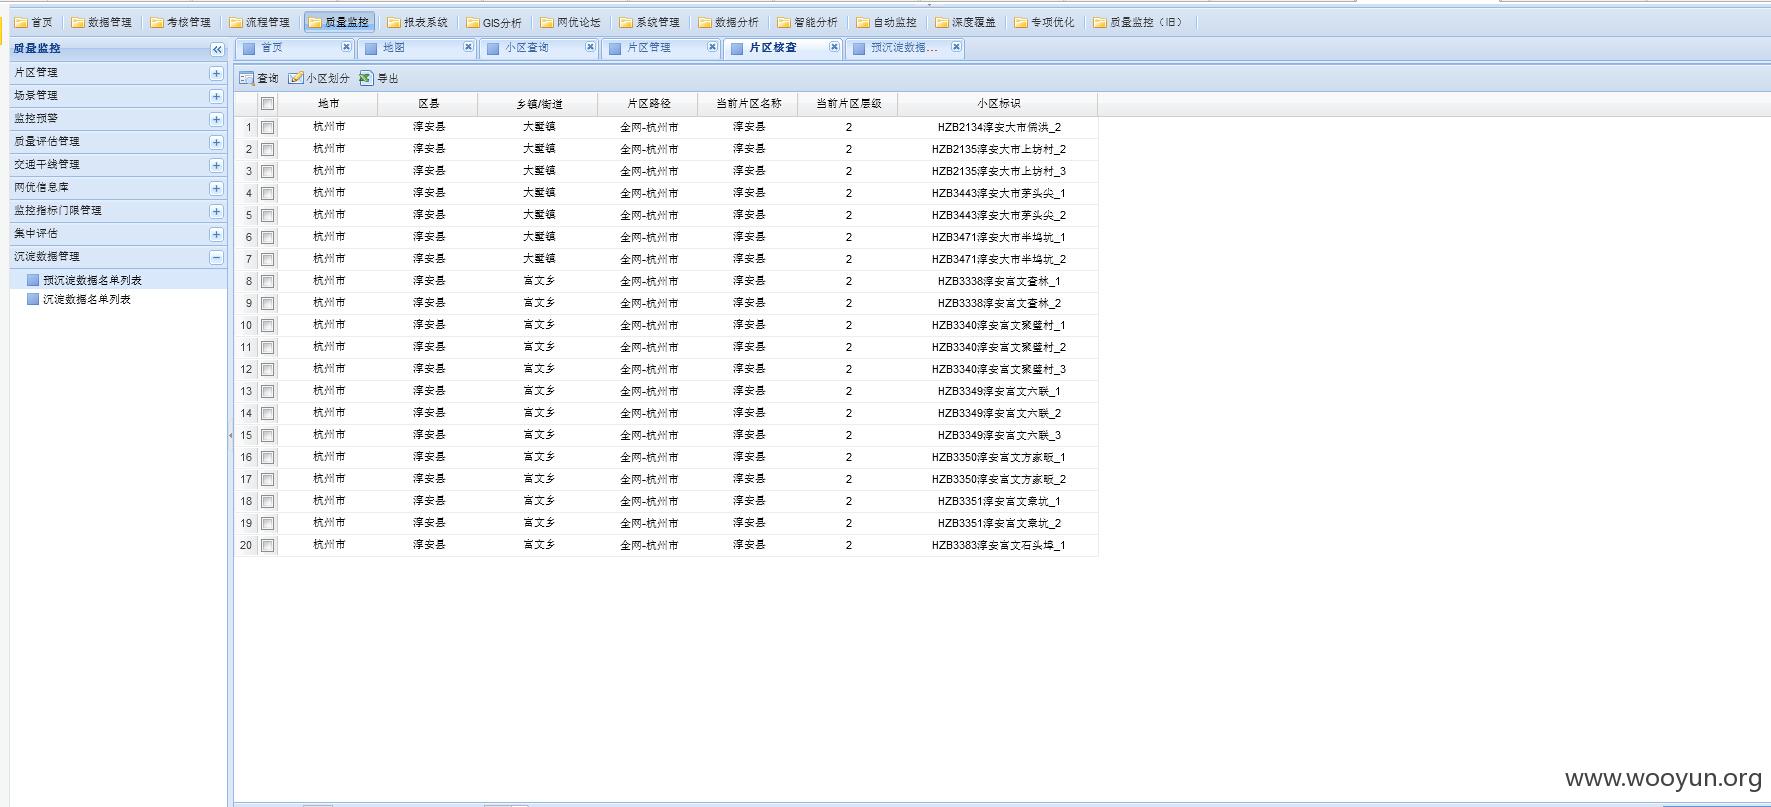 首页 数据管理 考核管理 流程管理 质量监控 报表系统 GIS分析 网优论坛 系统管理 数据分析 智能分析 自动监控 深度覆盖 专项优化 质量监控（旧）
质量监控
首页 地图 小区查询 片区管理 片区核查 预沉淀数据...
片区管理
场景管理
监控预警
质量评估管理
交通干线管理
网优信息库
监控指标门限管理
集中评估
沉淀数据管理
预沉淀数据名单列表
沉淀数据名单列表
查询 小区划分 导出
地市 区县 乡镇/街道 片区路径 当前片区名称 当前片区层级 小区标识
1 杭州市 淳安县 大墅镇 全网-杭州市 淳安县 2 HZB2134淳安大市儒洪_2
2 杭州市 淳安县 大墅镇 全网-杭州市 淳安县 2 HZB2135淳安大市上坊村_2
3 杭州市 淳安县 大墅镇 全网-杭州市 淳安县 2 HZB2135淳安大市上坊村_3
4 杭州市 淳安县 大墅镇 全网-杭州市 淳安县 2 HZB3443淳安大市茅头尖_1
5 杭州市 淳安县 大墅镇 全网-杭州市 淳安县 2 HZB3443淳安大市茅头尖_2
6 杭州市 淳安县 大墅镇 全网-杭州市 淳安县 2 HZB3471淳安大市半坞坑_1
7 杭州市 淳安县 大墅镇 全网-杭州市 淳安县 2 HZB3471淳安大市半坞坑_2
8 杭州市 淳安县 富文乡 全网-杭州市 淳安县 2 HZB3338淳安富文查林_1
9 杭州市 淳安县 富文乡 全网-杭州市 淳安县 2 HZB3338淳安富文查林_2
10 杭州市 淳安县 富文乡 全网-杭州市 淳安县 2 HZB3340淳安富文聚璧村_1
11 杭州市 淳安县 富文乡 全网-杭州市 淳安县 2 HZB3340淳安富文聚璧村_2
12 杭州市 淳安县 富文乡 全网-杭州市 淳安县 2 HZB3340淳安富文聚璧村_3
13 杭州市 淳安县 富文乡 全网-杭州市 淳安县 2 HZB3349淳安富文六联_1
14 杭州市 淳安县 富文乡 全网-杭州市 淳安县 2 HZB3349淳安富文六联_2
15 杭州市 淳安县 富文乡 全网-杭州市 淳安县 2 HZB3349淳安富文六联_3
16 杭州市 淳安县 富文乡 全网-杭州市 淳安县 2 HZB3350淳安富文方家畈_1
17 杭州市 淳安县 富文乡 全网-杭州市 淳安县 2 HZB3350淳安富文方家畈_2
18 杭州市 淳安县 富文乡 全网-杭州市 淳安县 2 HZB3351淳安富文章坑_1
19 杭州市 淳安县 富文乡 全网-杭州市 淳安县 2 HZB3351淳安富文章坑_2
20 杭州市 淳安县 富文乡 全网-杭州市 淳安县 2 HZB3383淳安富文石头埠_1
www.wooyun.org